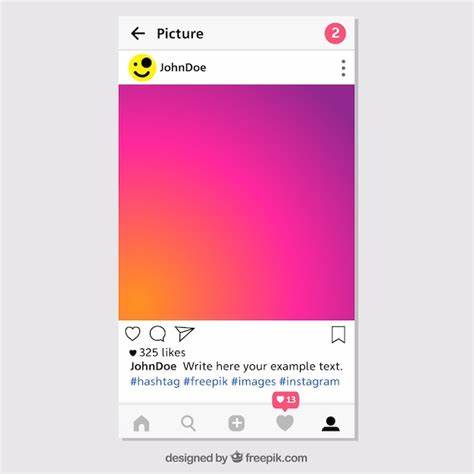 Picture
2
JohnDoe
325 likes
JohnDoe Write here your example text.
#hashtag #freepik #images #instagram
13
designed by freepik.com